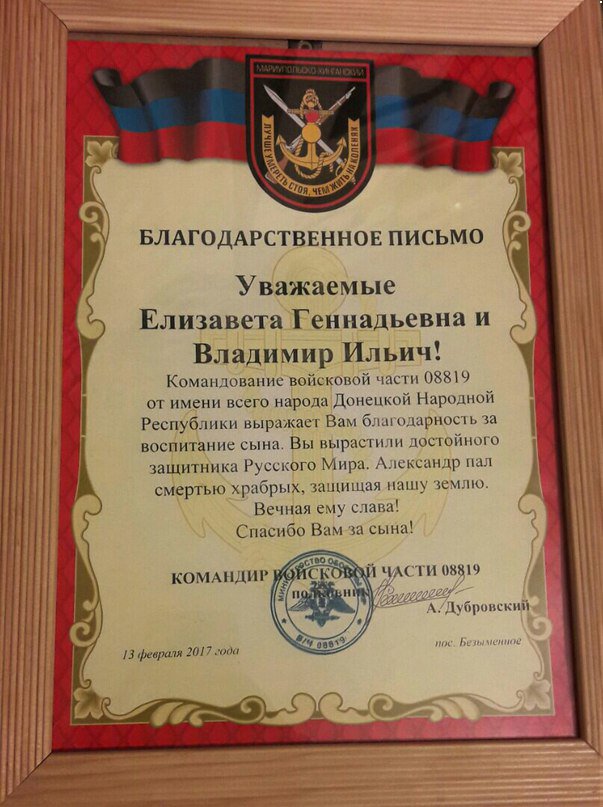 МАРИУПОЛЬСКО-ХИНГАНСКИЙ
ЛУЧШЕ УМЕРЕТЬ СТОЯ, ЧЕМ ЖИТЬ НА КОЛЕНЯХ
БЛАГОДАРСТВЕННОЕ ПИСЬМО
Уважаемые
Елизавета Геннадьевна и
Владимир Ильич!
Командование войсковой части 08819
от имени всего народа Донецкой Народной
Республики выражает Вам благодарность за
воспитание сына. Вы вырастили достойного
защитника Русского Мира. Александр пал
смертью храбрых, защищая нашу землю.
Вечная ему слава!
Спасибо Вам за сына!
КОМАНДИР ВОЙСКОВОЙ ЧАСТИ 08819
полковник
А. Дубровский
МИНИСТЕРСТВО ОБОРОНЫ
В/Ч 08819
13 февраля 2017 года
пос. Безыменное